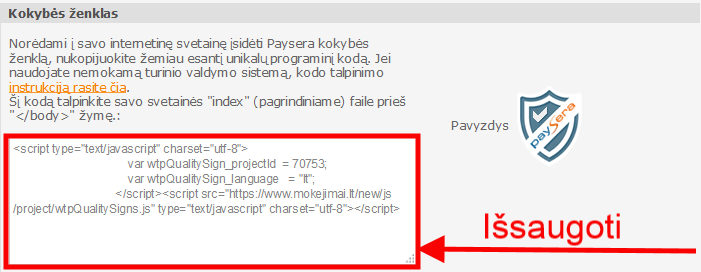 Kokybės ženklas
Norėdami į savo internetinę svetainę įsidėti Paysera kokybės
ženklą, nukopijuokite žemiau esantį unikalų programinį kodą. Jei
naudojate nemokamą turinio valdymo sistemą, kodo talpinimo
instrukciją rasite čia.
Šį kodą talpinkite savo svetainės "index" (pagrindiniame) faile prieš
"</body>" žymę.:
Pavyzdys
paySera
<script type="text/javascript" charset="utf-8">
var wtpQualitySign_projectId = 70753;
var wtpQualitySign_language = "lt";
</script><script src="https://www.mokejimai.lt/new/js
/project/wtpQualitySigns.js" type="text/javascript" charset="utf-8"></script>
Išsaugoti